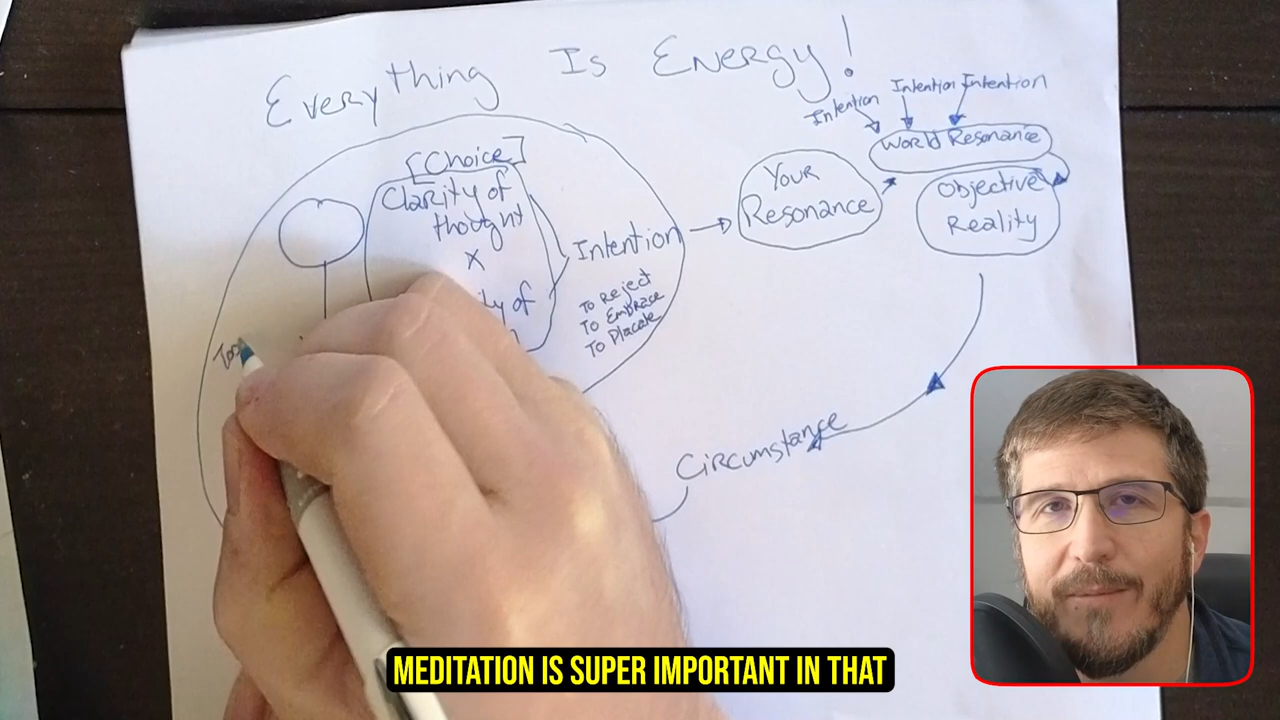 Everything Is Energy!
[Choice]
Clarity of
thought
x
of
Intention
To Reject
To Embrace
To Placate
Your
Resonance
Intention
Intention
Intention
World Resonance
Objective
Reality
Circumstance
MEDITATION IS SUPER IMPORTANT IN THAT